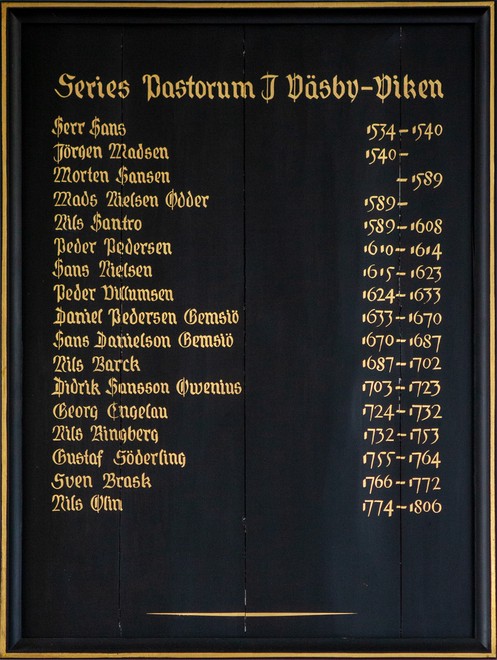 Series Pastorum I Väsby-Viken
Herr Hans 1534-1540
Jörgen Madsen 1540-
Morten Hansen -1589
Mads Nielsen Odder 1589-
Nils Santro 1589-1608
Peder Pedersen 1610-1614
Hans Nielsen 1615-1623
Peder Villumsen 1624-1633
Daniel Pedersen Gemsiö 1633-1670
Hans Danielson Gemsiö 1670-1687
Nils Barck 1687-1702
Didrik Hansson Owenius 1703-1723
Georg Engelau 1724-1732
Nils Ringberg 1732-1753
Gustaf Söderling 1755-1764
Sven Brask 1766-1772
Nils Olin 1774-1806